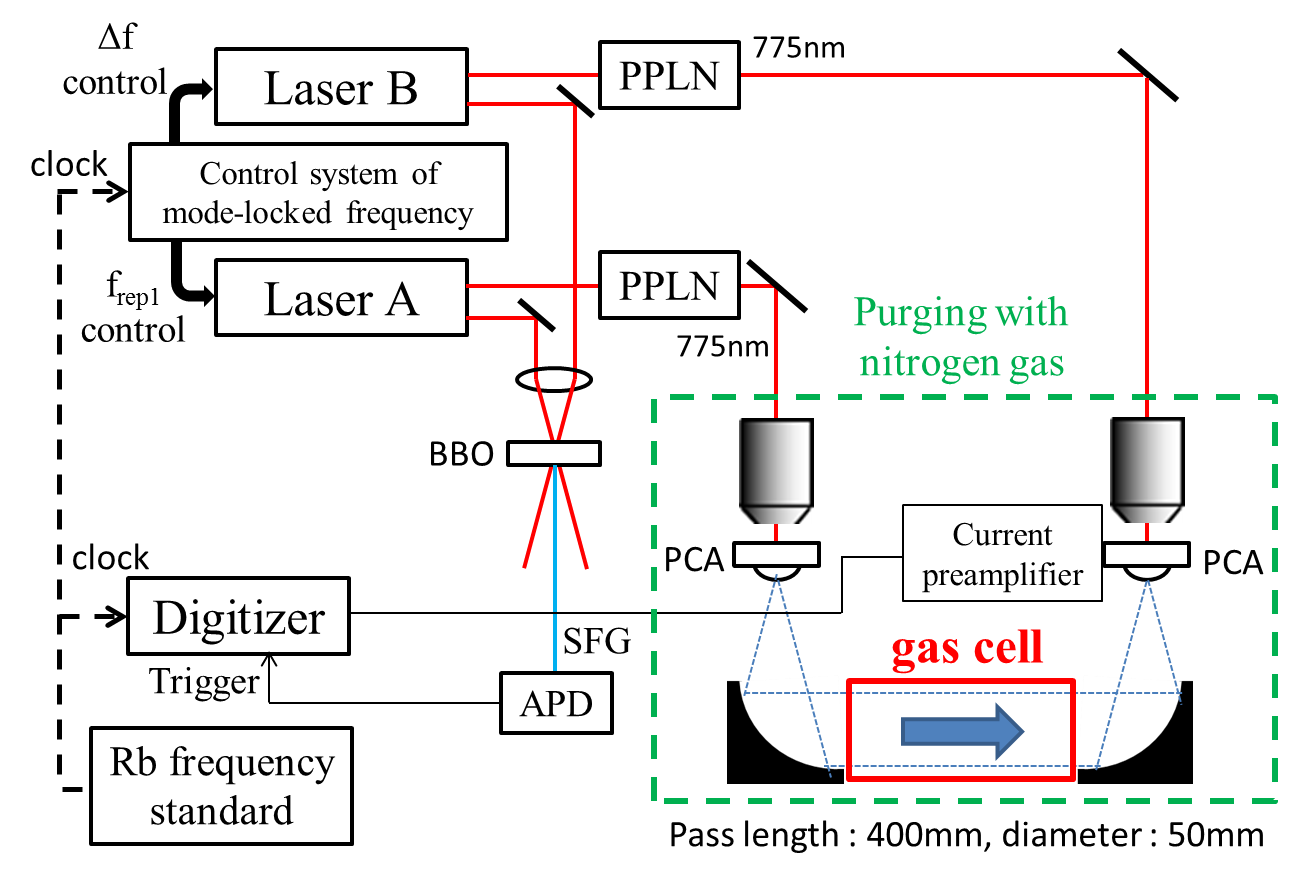 Δf
control
Laser B
PPLN
775nm
clock
Control system of
mode-locked frequency
f_rep1
control
Laser A
PPLN
775nm
Purging with
nitrogen gas
BBO
PCA
Current
preamplifier
PCA
clock
Digitizer
SFG
gas cell
Trigger
APD
Rb frequency
standard
Pass length : 400mm, diameter : 50mm